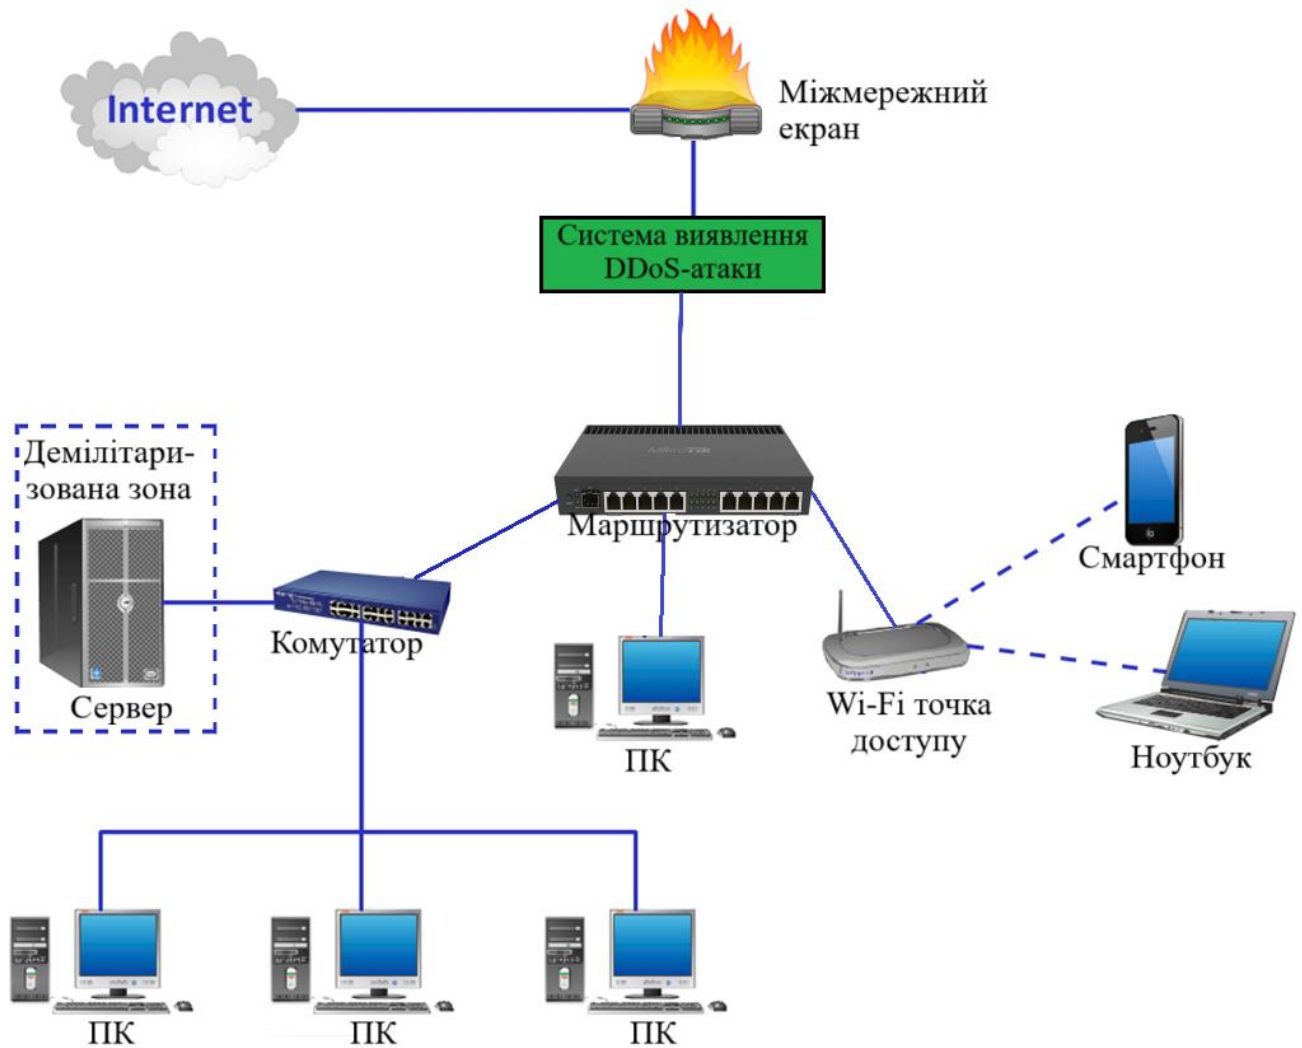 Internet
Міжмережний
екран
Система виявлення
DDoS-атаки
Демілітари-
зована зона
Маршрутизатор
Смартфон
Комутатор
Сервер
Wi-Fi точка
доступу
ПК
Ноутбук
ПК
ПК
ПК